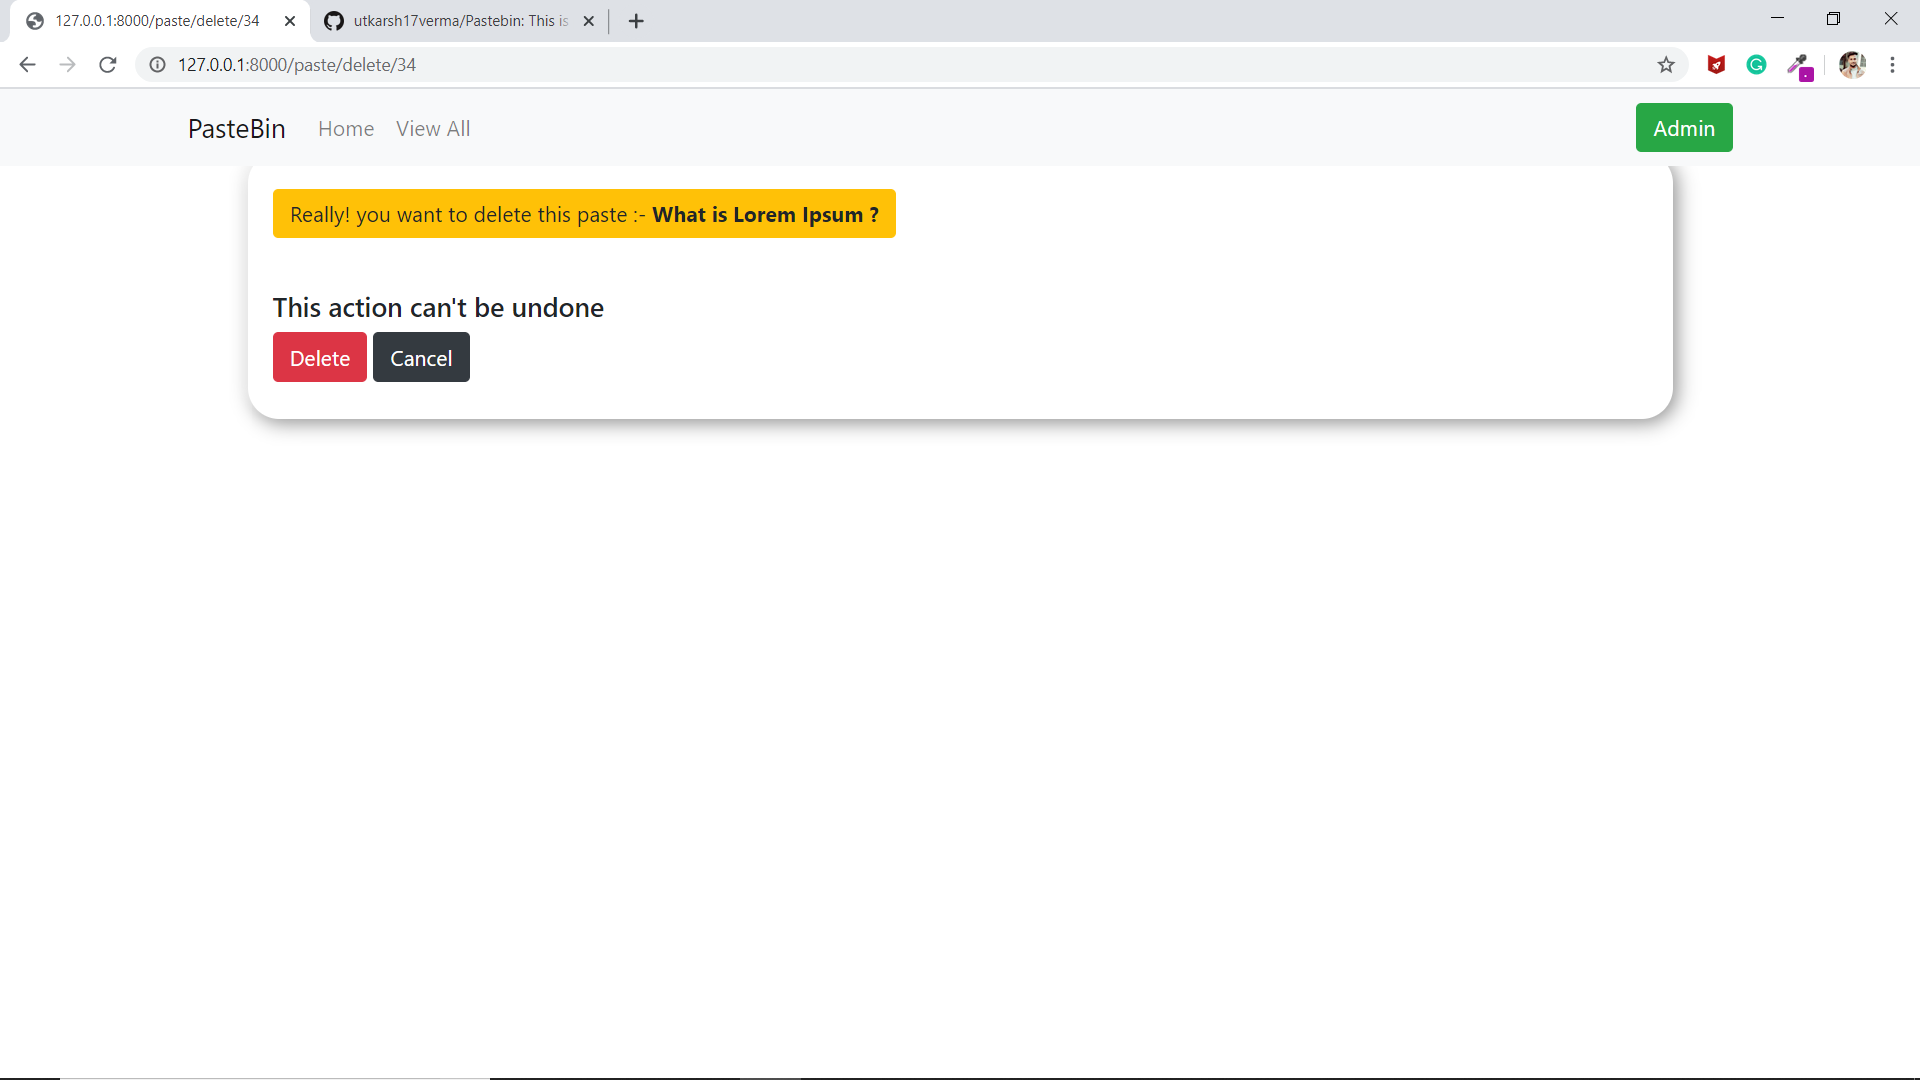 127.0.0.1:8000/paste/delete/34
utkarsh17verma/Pastebin: This is
127.0.0.1:8000/paste/delete/34
PasteBin Home View All Admin
Really! you want to delete this paste :- What is Lorem Ipsum ?
This action can't be undone
Delete Cancel